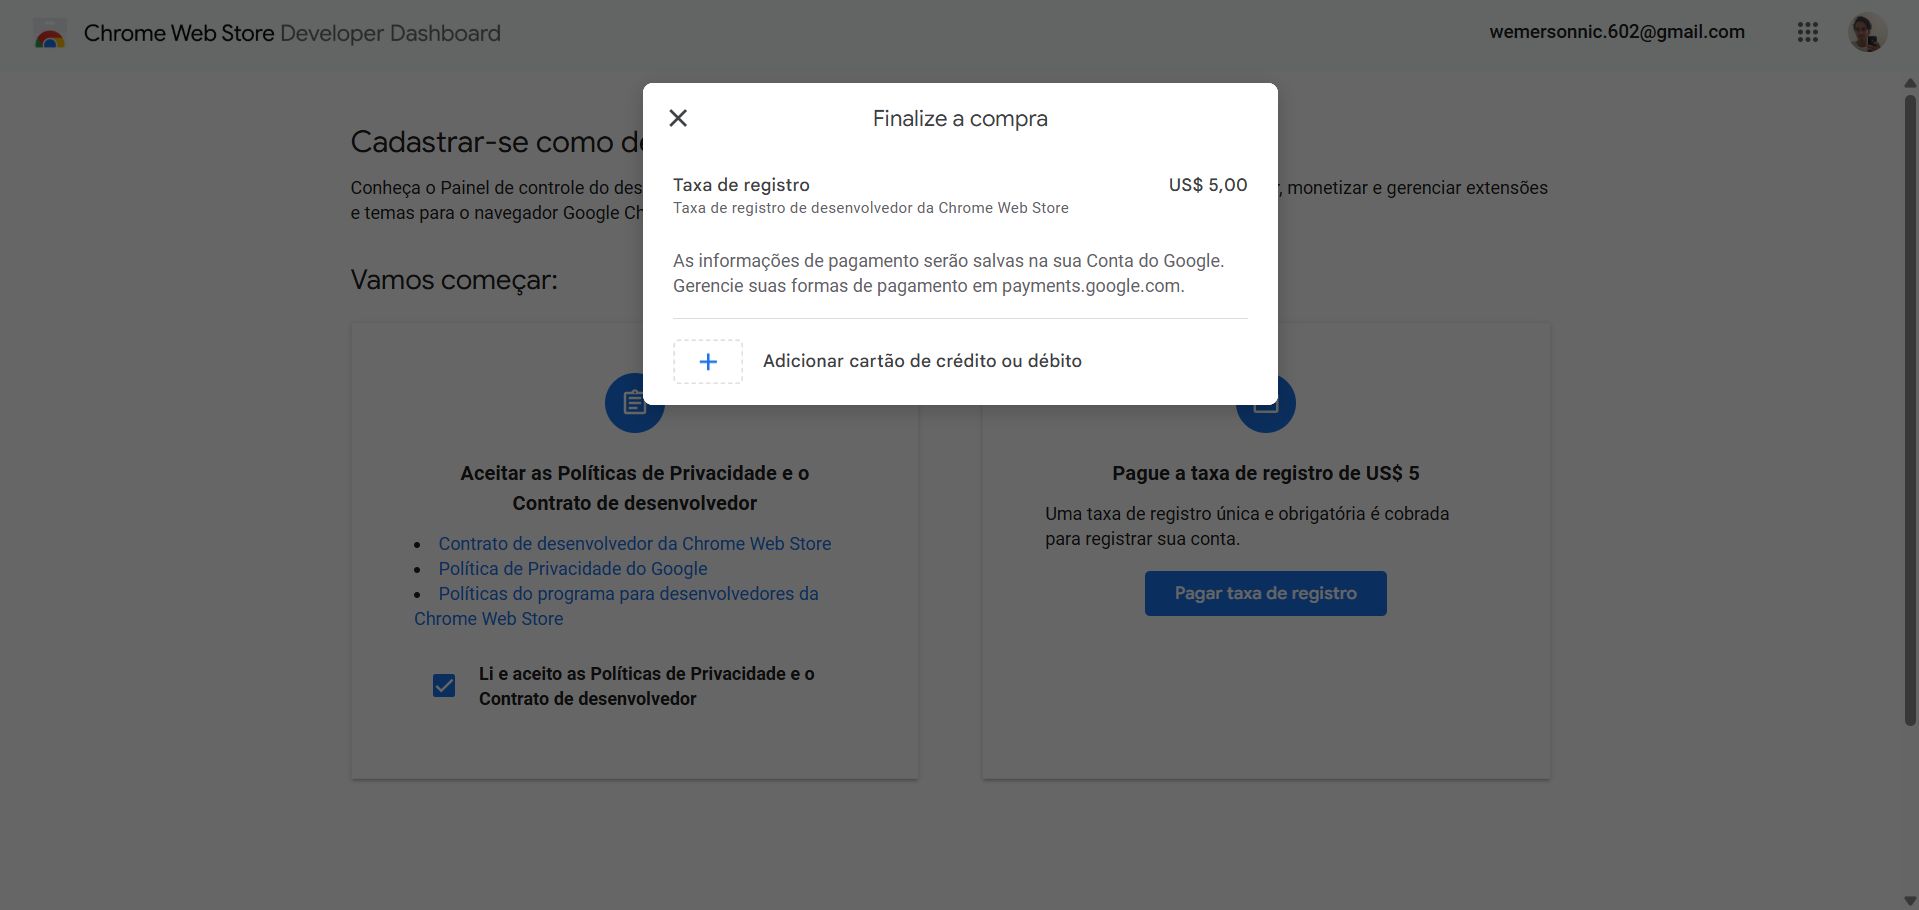 Chrome Web Store Developer Dashboard
wemersonnic.602@gmail.com
Finalize a compra
Taxa de registro US$ 5,00
Taxa de registro de desenvolvedor da Chrome Web Store
As informações de pagamento serão salvas na sua Conta do Google.
Gerencie suas formas de pagamento em payments.google.com.
Adicionar cartão de crédito ou débito
Cadastrar-se como
Conheça o Painel de controle do
monetizar e gerenciar extensões
e temas para o navegador Google
Vamos começar:
Aceitar as Políticas de Privacidade e o
Contrato de desenvolvedor
Contrato de desenvolvedor da Chrome Web Store
Política de Privacidade do Google
Políticas do programa para desenvolvedores da
Chrome Web Store
Li e aceito as Políticas de Privacidade e o
Contrato de desenvolvedor
Pague a taxa de registro de US$ 5
Uma taxa de registro única e obrigatória é cobrada
para registrar sua conta.
Pagar taxa de registro